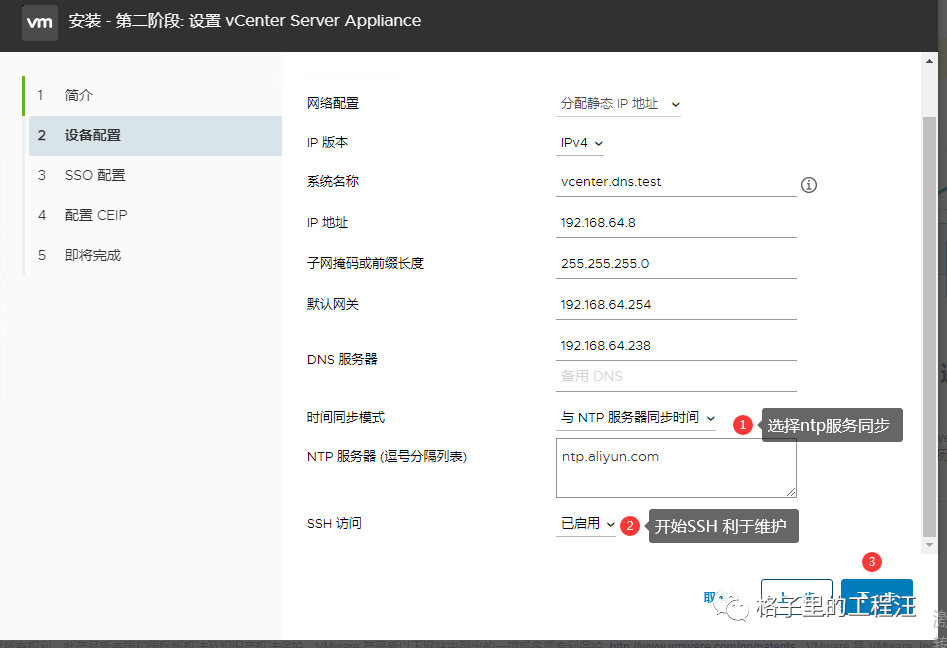 vm 安装 - 第二阶段: 设置 vCenter Server Appliance
1 简介
2 设备配置
3 SSO 配置
4 配置 CEIP
5 即将完成
网络配置 分配静态 IP 地址
IP 版本 IPv4
系统名称 vcenter.dns.test
IP 地址 192.168.64.8
子网掩码或前缀长度 255.255.255.0
默认网关 192.168.64.254
DNS 服务器 192.168.64.238
备用 DNS
时间同步模式 与 NTP 服务器同步时间 1 选择ntp服务同步
NTP 服务器 (逗号分隔列表) ntp.aliyun.com
SSH 访问 已启用 2 开始SSH 利于维护
3
格子里的工程汪